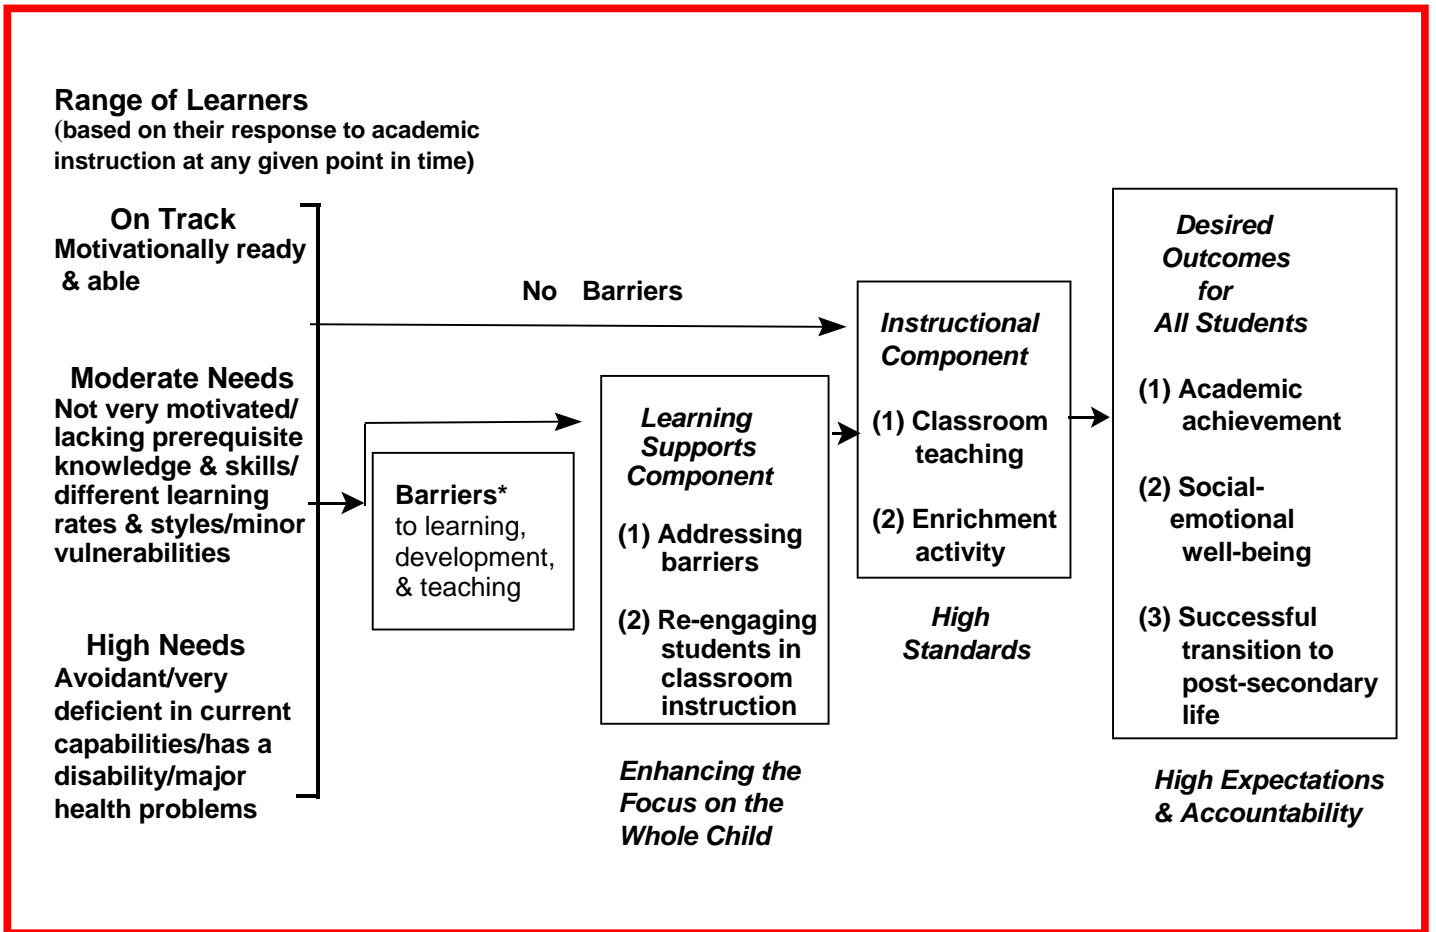 Range of Learners
(based on their response to academic
instruction at any given point in time)
On Track
Motivationally ready
& able
Moderate Needs
Not very motivated/
lacking prerequisite
knowledge & skills/
different learning
rates & styles/minor
vulnerabilities
High Needs
Avoidant/very
deficient in current
capabilities/has a
disability/major
health problems
No Barriers
Barriers*
to learning,
development,
& teaching
Learning
Supports
Component
(1) Addressing
barriers
(2) Re-engaging
students in
classroom
instruction
Enhancing the
Focus on the
Whole Child
Instructional
Component
(1) Classroom
teaching
(2) Enrichment
activity
High
Standards
Desired
Outcomes
for
All Students
(1) Academic
achievement
(2) Social-
emotional
well-being
(3) Successful
transition to
post-secondary
life
High Expectations
& Accountability